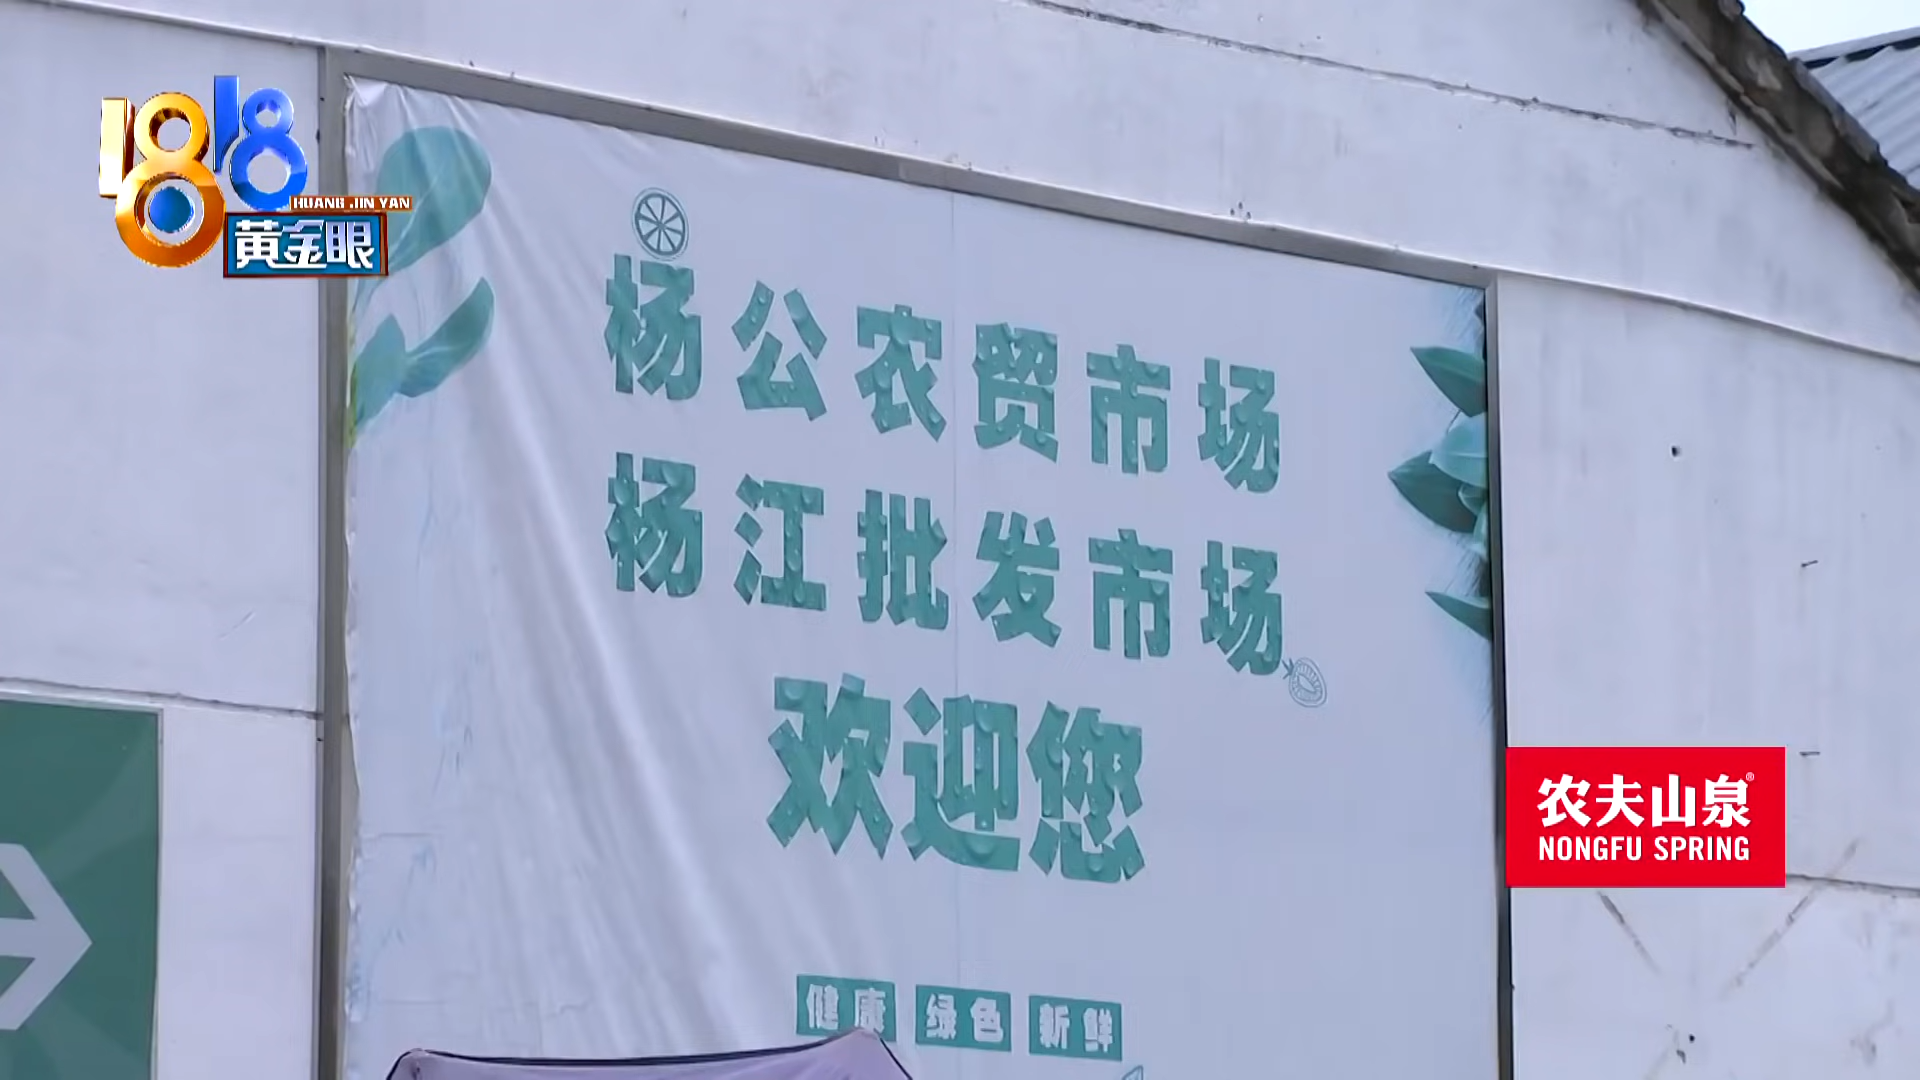 1818
HUANG JIN YAN
黄金眼
杨公农贸市场
杨江批发市场
欢迎您
农夫山泉®
NONGFU SPRING
健康 绿色 新鲜